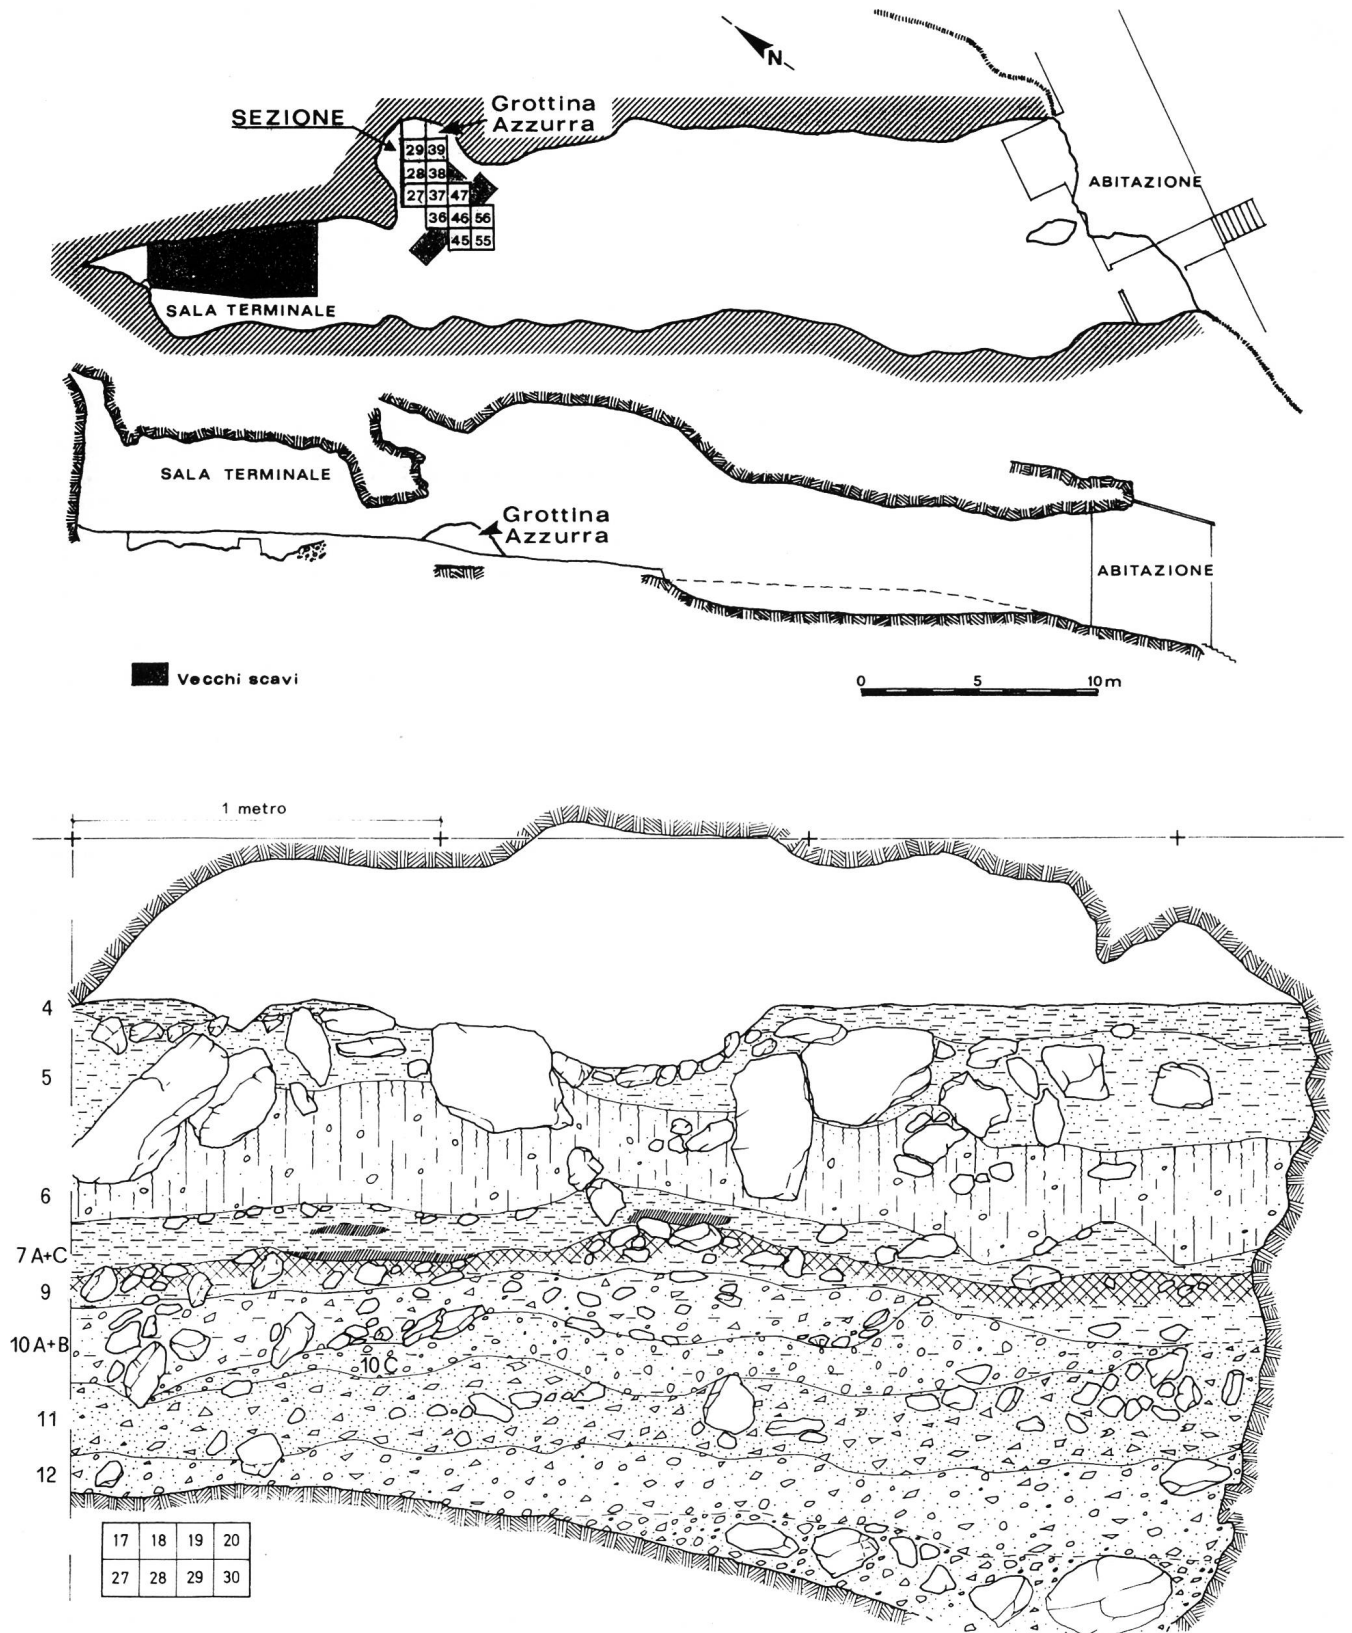 N
SEZIONE
Grottina
Azzurra
29 39
28 38
27 37 47
36 46 56
45 55
ABITAZIONE
SALA TERMINALE
SALA TERMINALE
Grottina
Azzurra
ABITAZIONE
Vecchi scavi
0 5 10 m
1 metro
4
5
6
7 A+C
9
10 A+B
10 C
11
12
17 18 19 20
27 28 29 30